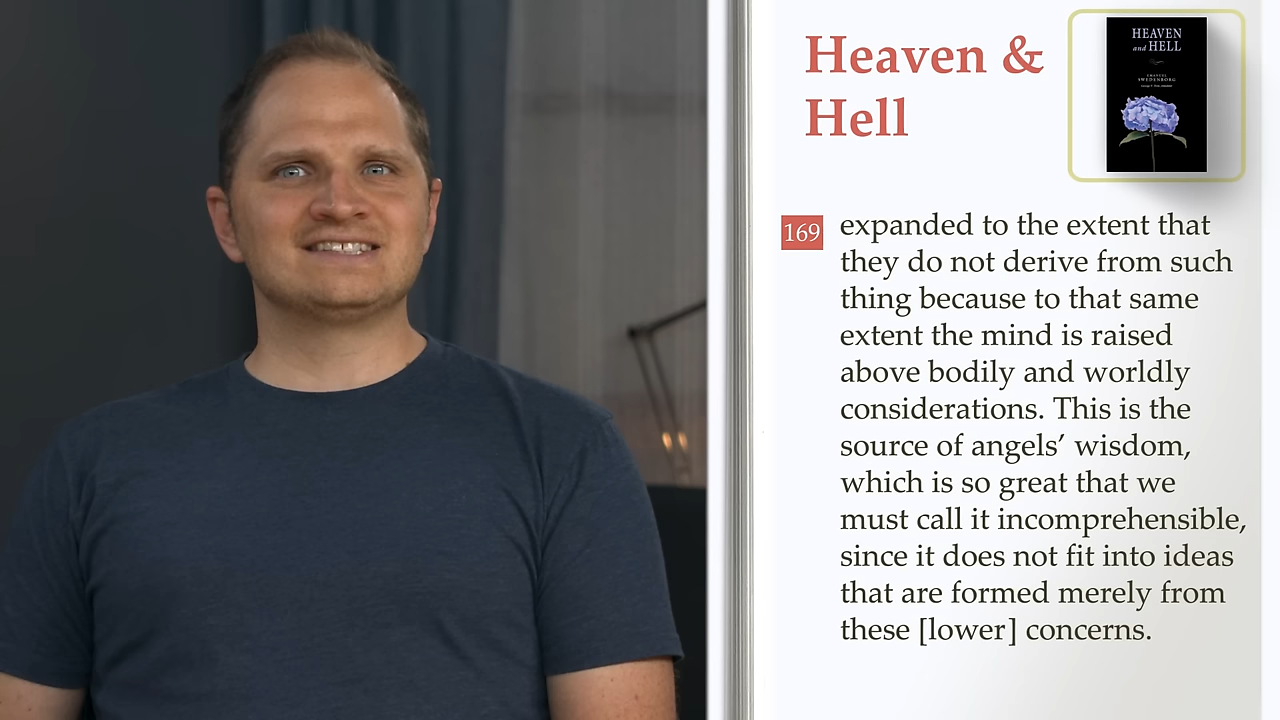 Heaven &
Hell
HEAVEN
and HELL
EMANUEL
SWEDENBORG
169
expanded to the extent that
they do not derive from such
thing because to that same
extent the mind is raised
above bodily and worldly
considerations. This is the
source of angels’ wisdom,
which is so great that we
must call it incomprehensible,
since it does not fit into ideas
that are formed merely from
these [lower] concerns.